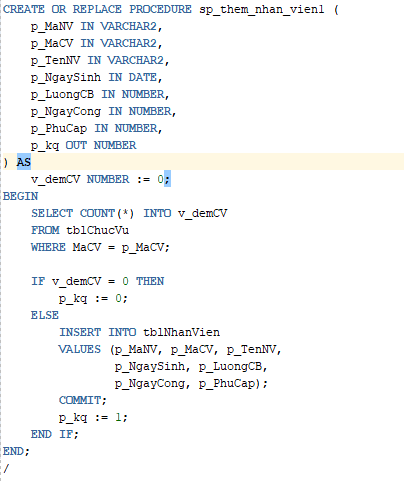 CREATE OR REPLACE PROCEDURE sp_them_nhan_vien1 (
    p_MaNV IN VARCHAR2,
    p_MaCV IN VARCHAR2,
    p_TenNV IN VARCHAR2,
    p_NgaySinh IN DATE,
    p_LuongCB IN NUMBER,
    p_NgayCong IN NUMBER,
    p_PhuCap IN NUMBER,
    p_kq OUT NUMBER
) AS
    v_demCV NUMBER := 0;
BEGIN
    SELECT COUNT(*) INTO v_demCV
    FROM tblChucVu
    WHERE MaCV = p_MaCV;

    IF v_demCV = 0 THEN
        p_kq := 0;
    ELSE
        INSERT INTO tblNhanVien
        VALUES (p_MaNV, p_MaCV, p_TenNV,
                p_NgaySinh, p_LuongCB,
                p_NgayCong, p_PhuCap);
        COMMIT;
        p_kq := 1;
    END IF;
END;
/